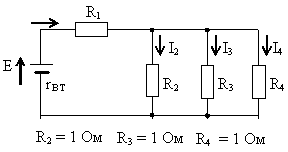 R1
I2 I3 I4
E
rВТ R2 R3 R4
R2 = 1 Ом R3 = 1 Ом R4 = 1 Ом